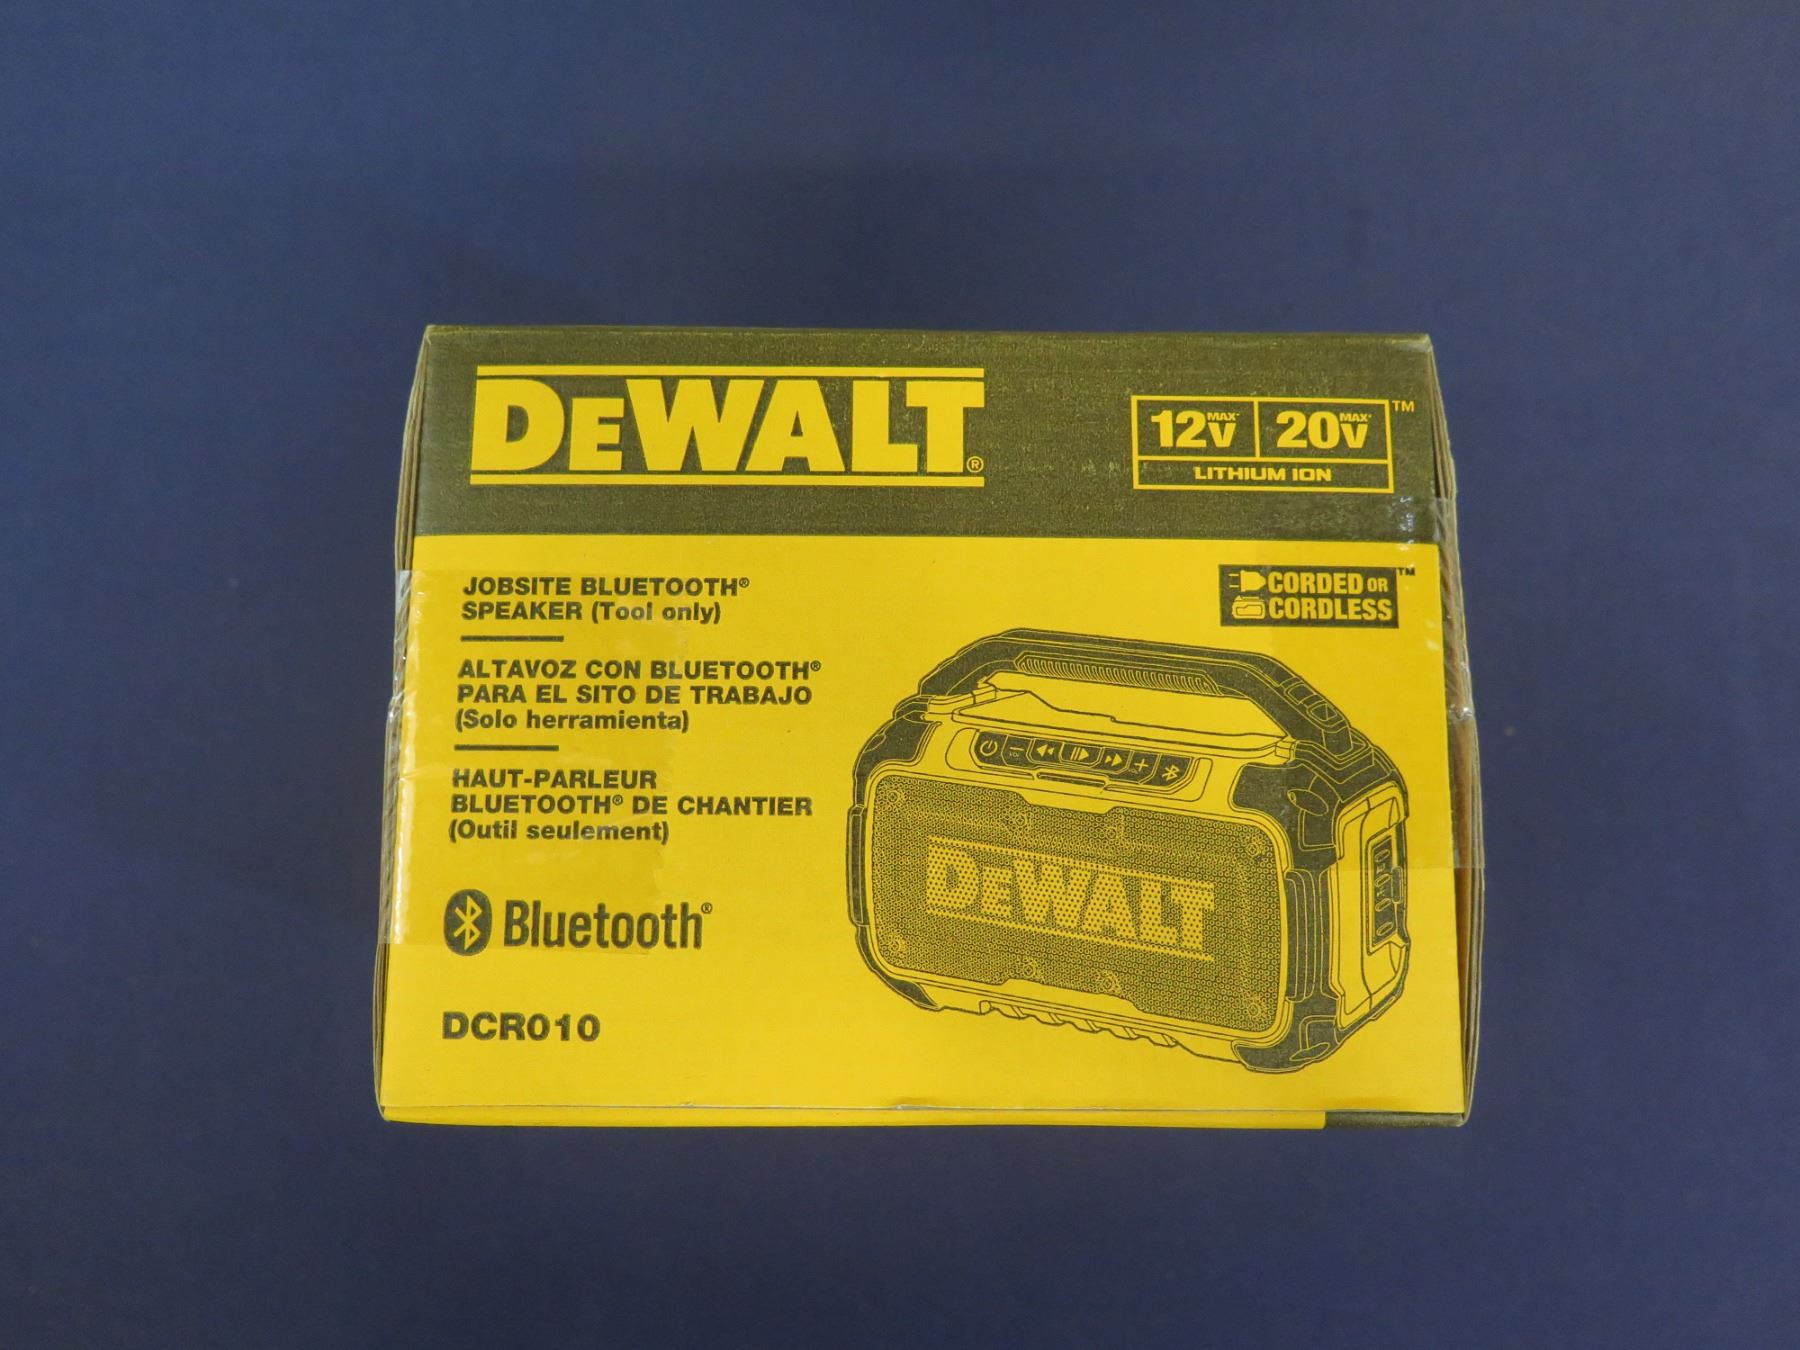 DEWALT®
12V MAX* 20V MAX* ™
LITHIUM ION
JOBSITE BLUETOOTH®
SPEAKER (Tool only)
ALTAVOZ CON BLUETOOTH®
PARA EL SITO DE TRABAJO
(Solo herramienta)
HAUT-PARLEUR
BLUETOOTH® DE CHANTIER
(Outil seulement)
Bluetooth®
DCR010
CORDED OR ™
CORDLESS
DEWALT